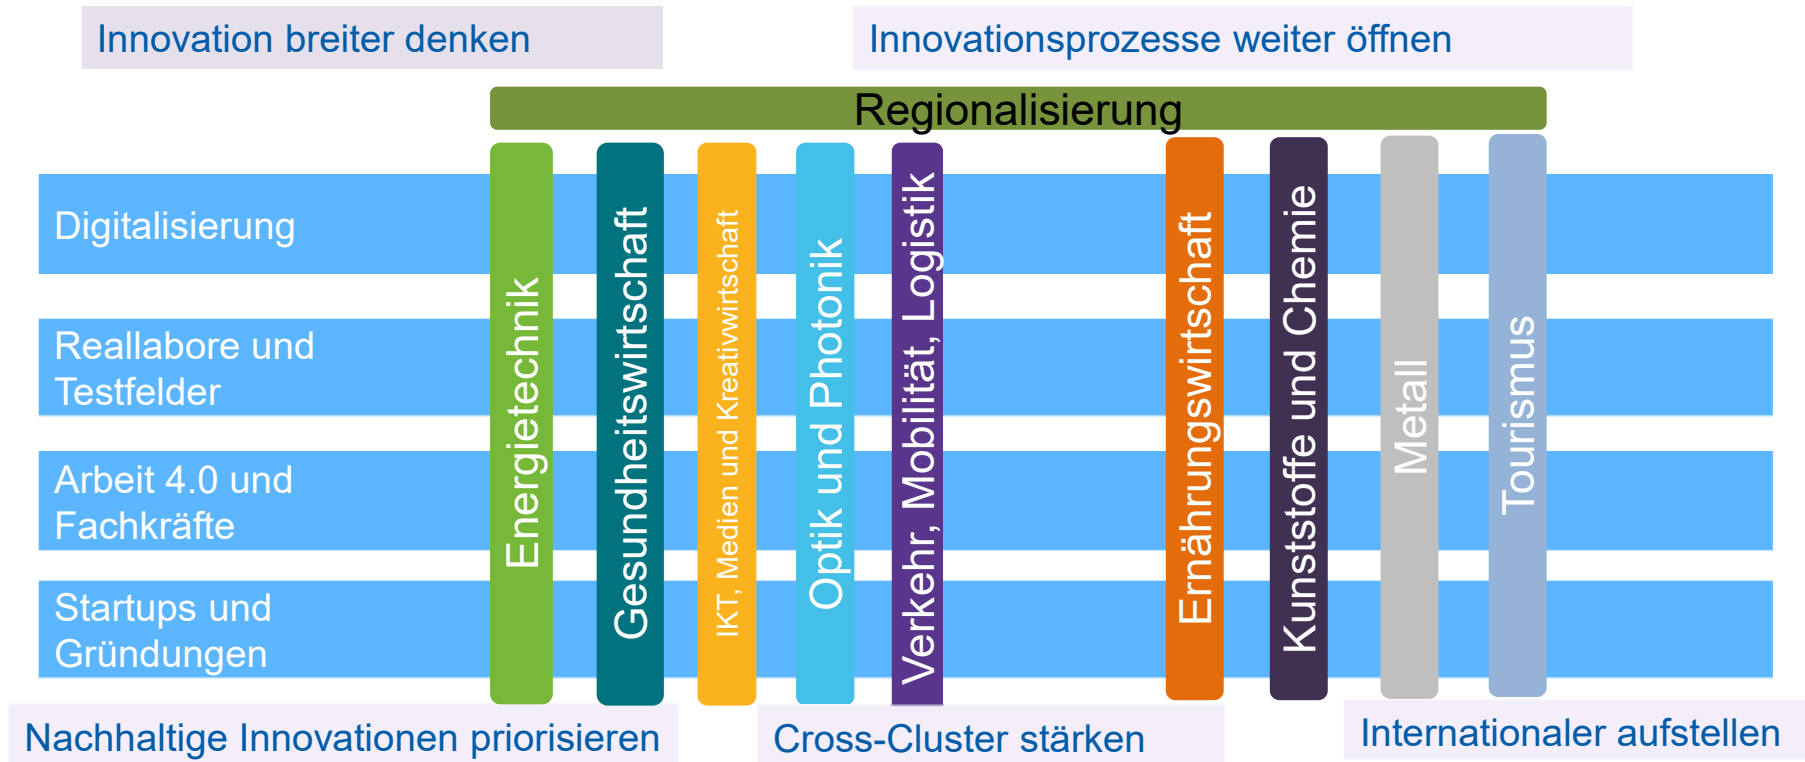 Innovation breiter denken
Innovationsprozesse weiter öffnen
Regionalisierung
Digitalisierung
Reallabore und
Testfelder
Arbeit 4.0 und
Fachkräfte
Startups und
Gründungen
Energietechnik
Gesundheitswirtschaft
IKT, Medien und Kreativwirtschaft
Optik und Photonik
Verkehr, Mobilität, Logistik
Ernährungswirtschaft
Kunststoffe und Chemie
Metall
Tourismus
Nachhaltige Innovationen priorisieren
Cross-Cluster stärken
Internationaler aufstellen